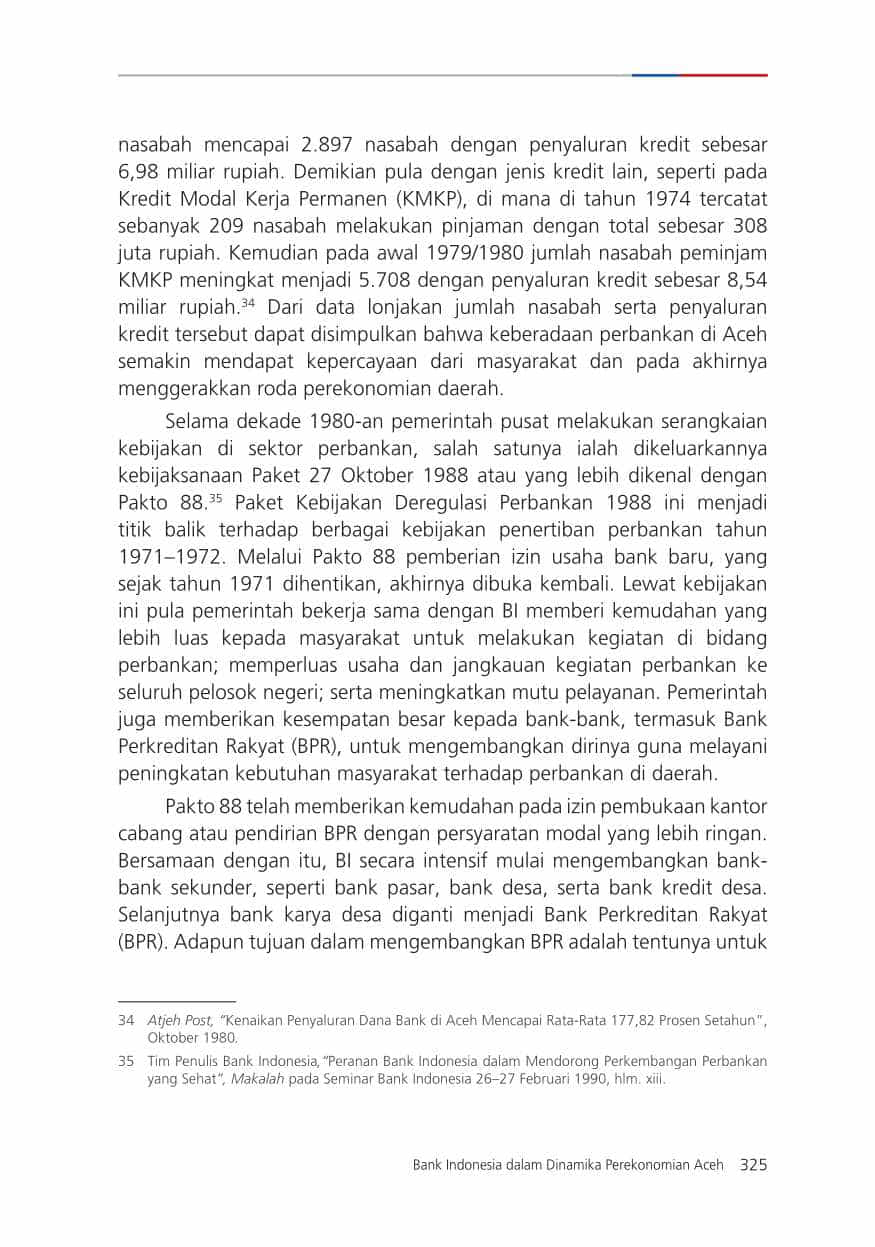 nasabah mencapai 2.897 nasabah dengan penyaluran kredit sebesar
6,98 miliar rupiah. Demikian pula dengan jenis kredit lain, seperti pada
Kredit Modal Kerja Permanen (KMKP), di mana di tahun 1974 tercatat
sebanyak 209 nasabah melakukan pinjaman dengan total sebesar 308
juta rupiah. Kemudian pada awal 1979/1980 jumlah nasabah peminjam
KMKP meningkat menjadi 5.708 dengan penyaluran kredit sebesar 8,54
miliar rupiah.34 Dari data lonjakan jumlah nasabah serta penyaluran
kredit tersebut dapat disimpulkan bahwa keberadaan perbankan di Aceh
semakin mendapat kepercayaan dari masyarakat dan pada akhirnya
menggerakkan roda perekonomian daerah.
Selama dekade 1980-an pemerintah pusat melakukan serangkaian
kebijakan di sektor perbankan, salah satunya ialah dikeluarkannya
kebijaksanaan Paket 27 Oktober 1988 atau yang lebih dikenal dengan
Pakto 88.35 Paket Kebijakan Deregulasi Perbankan 1988 ini menjadi
titik balik terhadap berbagai kebijakan penertiban perbankan tahun
1971–1972. Melalui Pakto 88 pemberian izin usaha bank baru, yang
sejak tahun 1971 dihentikan, akhirnya dibuka kembali. Lewat kebijakan
ini pula pemerintah bekerja sama dengan BI memberi kemudahan yang
lebih luas kepada masyarakat untuk melakukan kegiatan di bidang
perbankan; memperluas usaha dan jangkauan kegiatan perbankan ke
seluruh pelosok negeri; serta meningkatkan mutu pelayanan. Pemerintah
juga memberikan kesempatan besar kepada bank-bank, termasuk Bank
Perkreditan Rakyat (BPR), untuk mengembangkan dirinya guna melayani
peningkatan kebutuhan masyarakat terhadap perbankan di daerah.
Pakto 88 telah memberikan kemudahan pada izin pembukaan kantor
cabang atau pendirian BPR dengan persyaratan modal yang lebih ringan.
Bersamaan dengan itu, BI secara intensif mulai mengembangkan bank-
bank sekunder, seperti bank pasar, bank desa, serta bank kredit desa.
Selanjutnya bank karya desa diganti menjadi Bank Perkreditan Rakyat
(BPR). Adapun tujuan dalam mengembangkan BPR adalah tentunya untuk
34 Atjeh Post, “Kenaikan Penyaluran Dana Bank di Aceh Mencapai Rata-Rata 177,82 Prosen Setahun”,
Oktober 1980.
35 Tim Penulis Bank Indonesia, “Peranan Bank Indonesia dalam Mendorong Perkembangan Perbankan
yang Sehat”, Makalah pada Seminar Bank Indonesia 26–27 Februari 1990, hlm. xiii.
Bank Indonesia dalam Dinamika Perekonomian Aceh 325